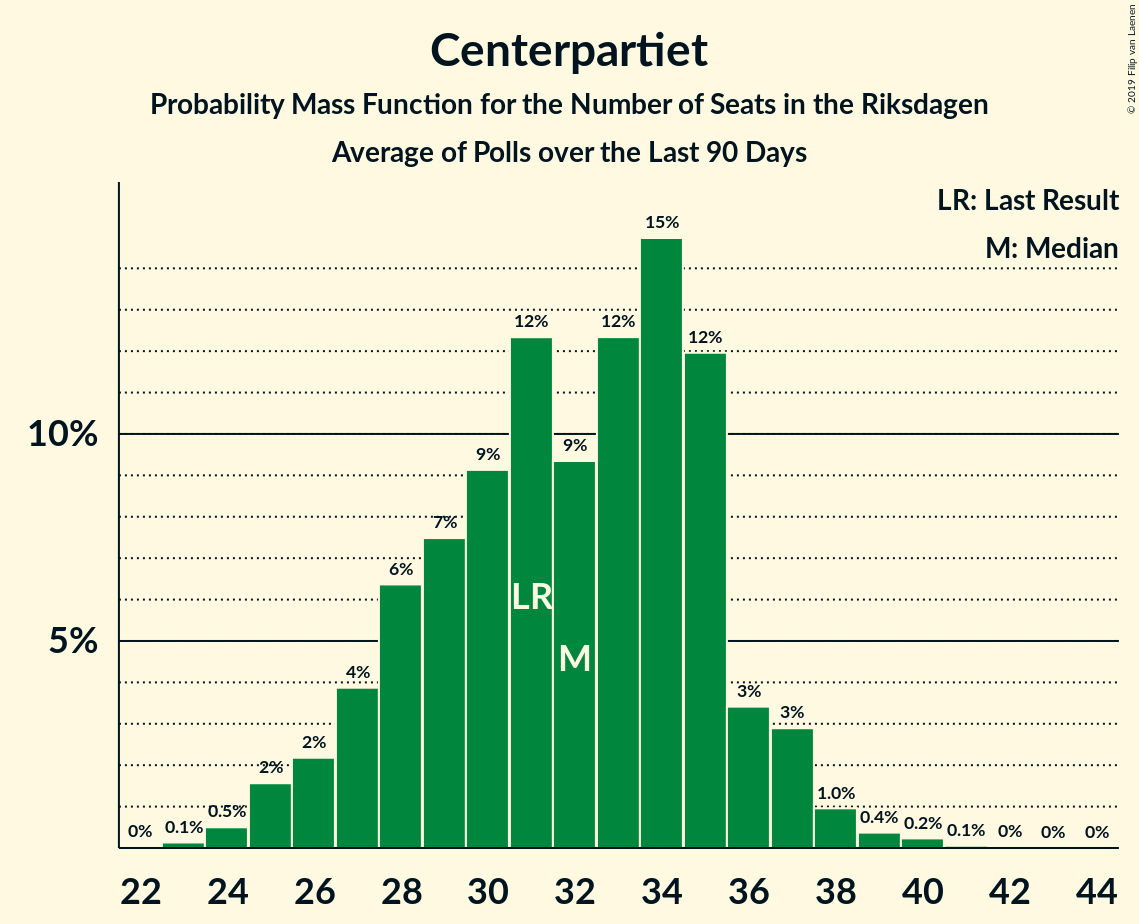 © 2019 Filip van Laenen
Centerpartiet
Probability Mass Function for the Number of Seats in the Riksdagen
Average of Polls over the Last 90 Days
LR: Last Result
M: Median
10%
5%
0%
0.1%
0.5%
2%
2%
4%
6%
7%
9%
12%
9%
12%
15%
12%
3%
3%
1.0%
0.4%
0.2%
0.1%
0%
0%
0%
LR
M
22 24 26 28 30 32 34 36 38 40 42 44